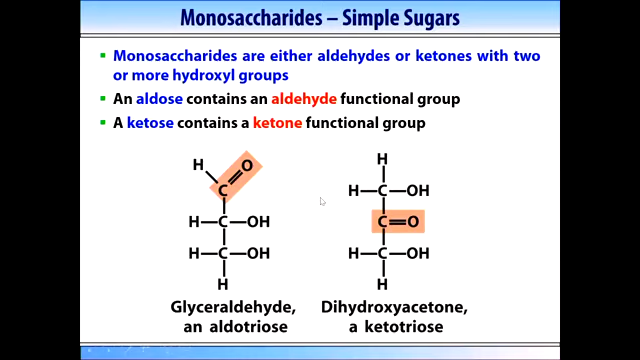 Monosaccharides – Simple Sugars
Monosaccharides are either aldehydes or ketones with two
or more hydroxyl groups
An aldose contains an aldehyde functional group
A ketose contains a ketone functional group
H O
C
H—C—OH
H—C—OH
H
H
H—C—OH
C=O
H—C—OH
H
Glyceraldehyde,
an aldotriose
Dihydroxyacetone,
a ketotriose